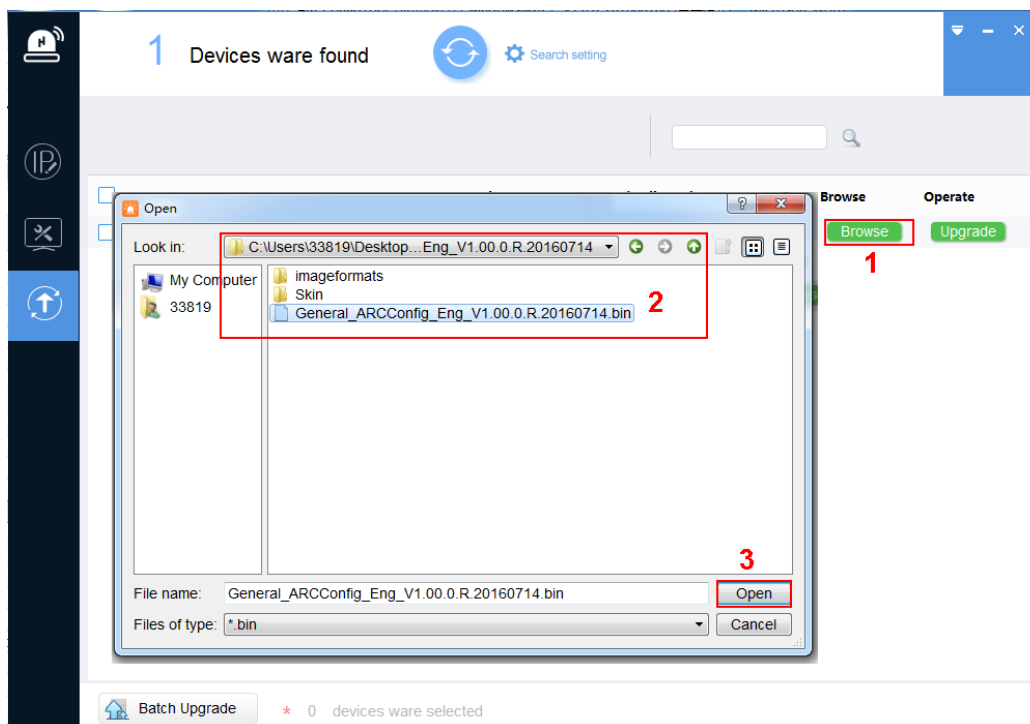 1 Devices ware found Search setting
Browse Operate
Open
Look in: C:\Users\33819\Desktop...Eng_V1.00.0.R.20160714
Browse Upgrade
1
My Computer
33819
imageformats
Skin
General_ARCConfig_Eng_V1.00.0.R.20160714.bin
2
3
File name: General_ARCConfig_Eng_V1.00.0.R.20160714.bin Open
Files of type: *.bin Cancel
Batch Upgrade * 0 devices ware selected
IP
H